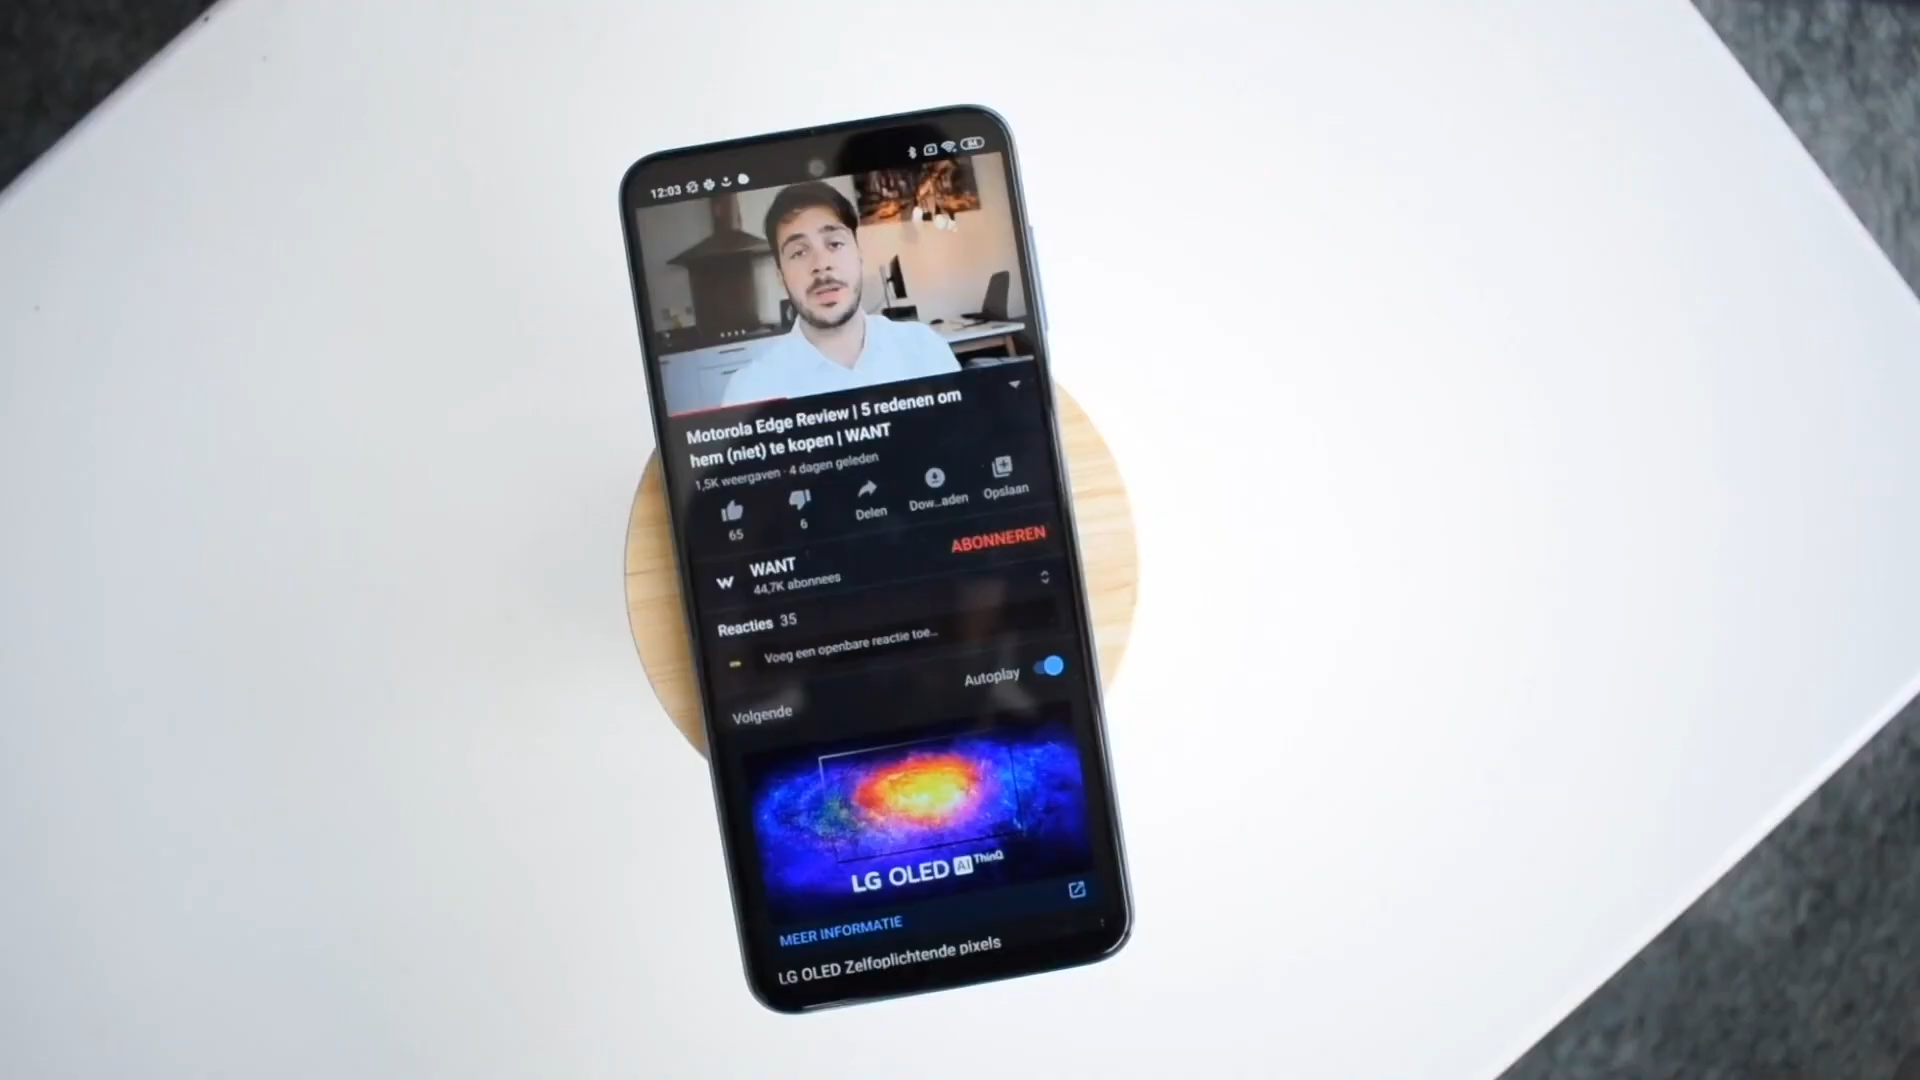 12:03
84
Motorola Edge Review | 5 redenen om
hem (niet) te kopen | WANT
1,5K weergaven · 4 dagen geleden
65
6
Delen
Dow...aden
Opslaan
W
WANT
44,7K abonnees
ABONNEREN
Reacties 35
Voeg een openbare reactie toe...
Autoplay
Volgende
LG OLED AI ThinQ
MEER INFORMATIE
LG OLED Zelfoplichtende pixels